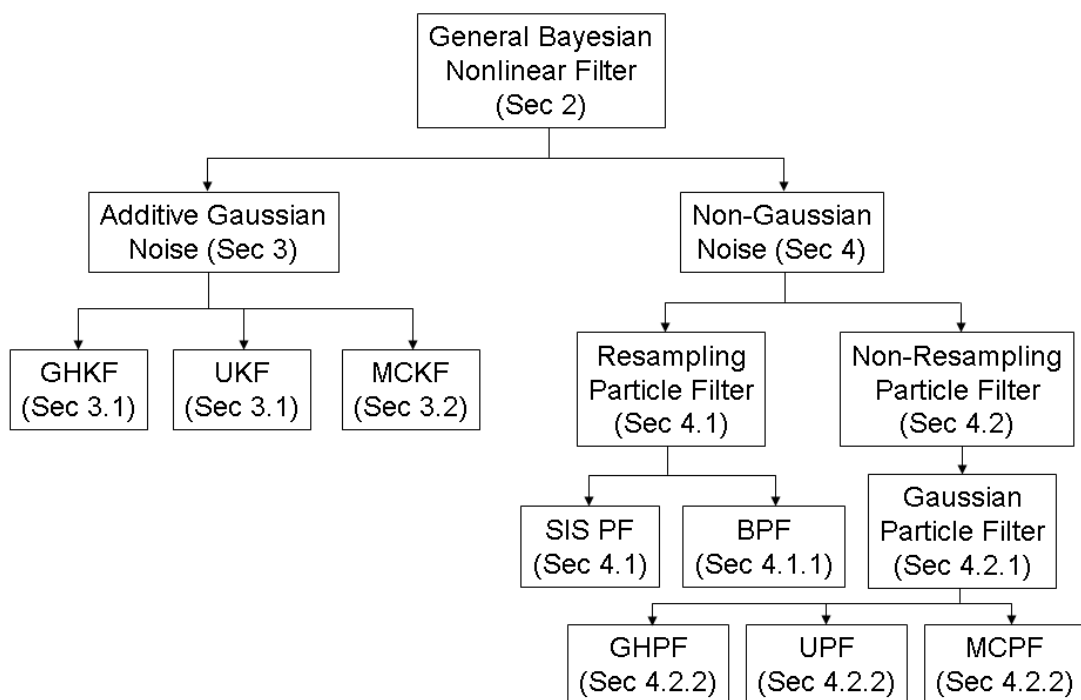 General Bayesian
Nonlinear Filter
(Sec 2)
Additive Gaussian
Noise (Sec 3)
Non-Gaussian
Noise (Sec 4)
GHKF
(Sec 3.1)
UKF
(Sec 3.1)
MCKF
(Sec 3.2)
Resampling
Particle Filter
(Sec 4.1)
Non-Resampling
Particle Filter
(Sec 4.2)
SIS PF
(Sec 4.1)
BPF
(Sec 4.1.1)
Gaussian
Particle Filter
(Sec 4.2.1)
GHPF
(Sec 4.2.2)
UPF
(Sec 4.2.2)
MCPF
(Sec 4.2.2)